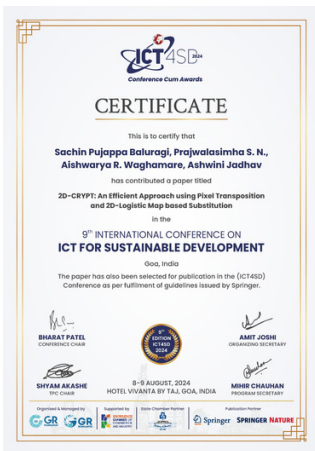 ICT4SD 2024
Conference Cum Awards
CERTIFICATE
This is to certify that
Sachin Pujappa Baluragi, Prajwalasimha S. N.,
Aishwarya R. Waghamare, Ashwini Jadhav
has contributed a paper titled
2D-CRYPT: An Efficient Approach using Pixel Transposition
and 2D-Logistic Map based Substitution
in the
9th INTERNATIONAL CONFERENCE ON
ICT FOR SUSTAINABLE DEVELOPMENT
Goa, India
The paper has also been selected for publication in the (ICT4SD)
Conference as per fulfilment of guidelines issued by Springer.
BHARAT PATEL
CONFERENCE CHAIR
AMIT JOSHI
ORGANIZING SECRETARY
9th
EDITION
ICT4SD
2024
SHYAM AKASHE
TPC CHAIR
MIHIR CHAUHAN
PROGRAM SECRETARY
8-9 AUGUST, 2024
HOTEL VIVANTA BY TAJ, GOA, INDIA
Organized & Managed by
Supported by
State Chamber Partner
Publication Partner
GR
GR
Springer
SPRINGER NATURE